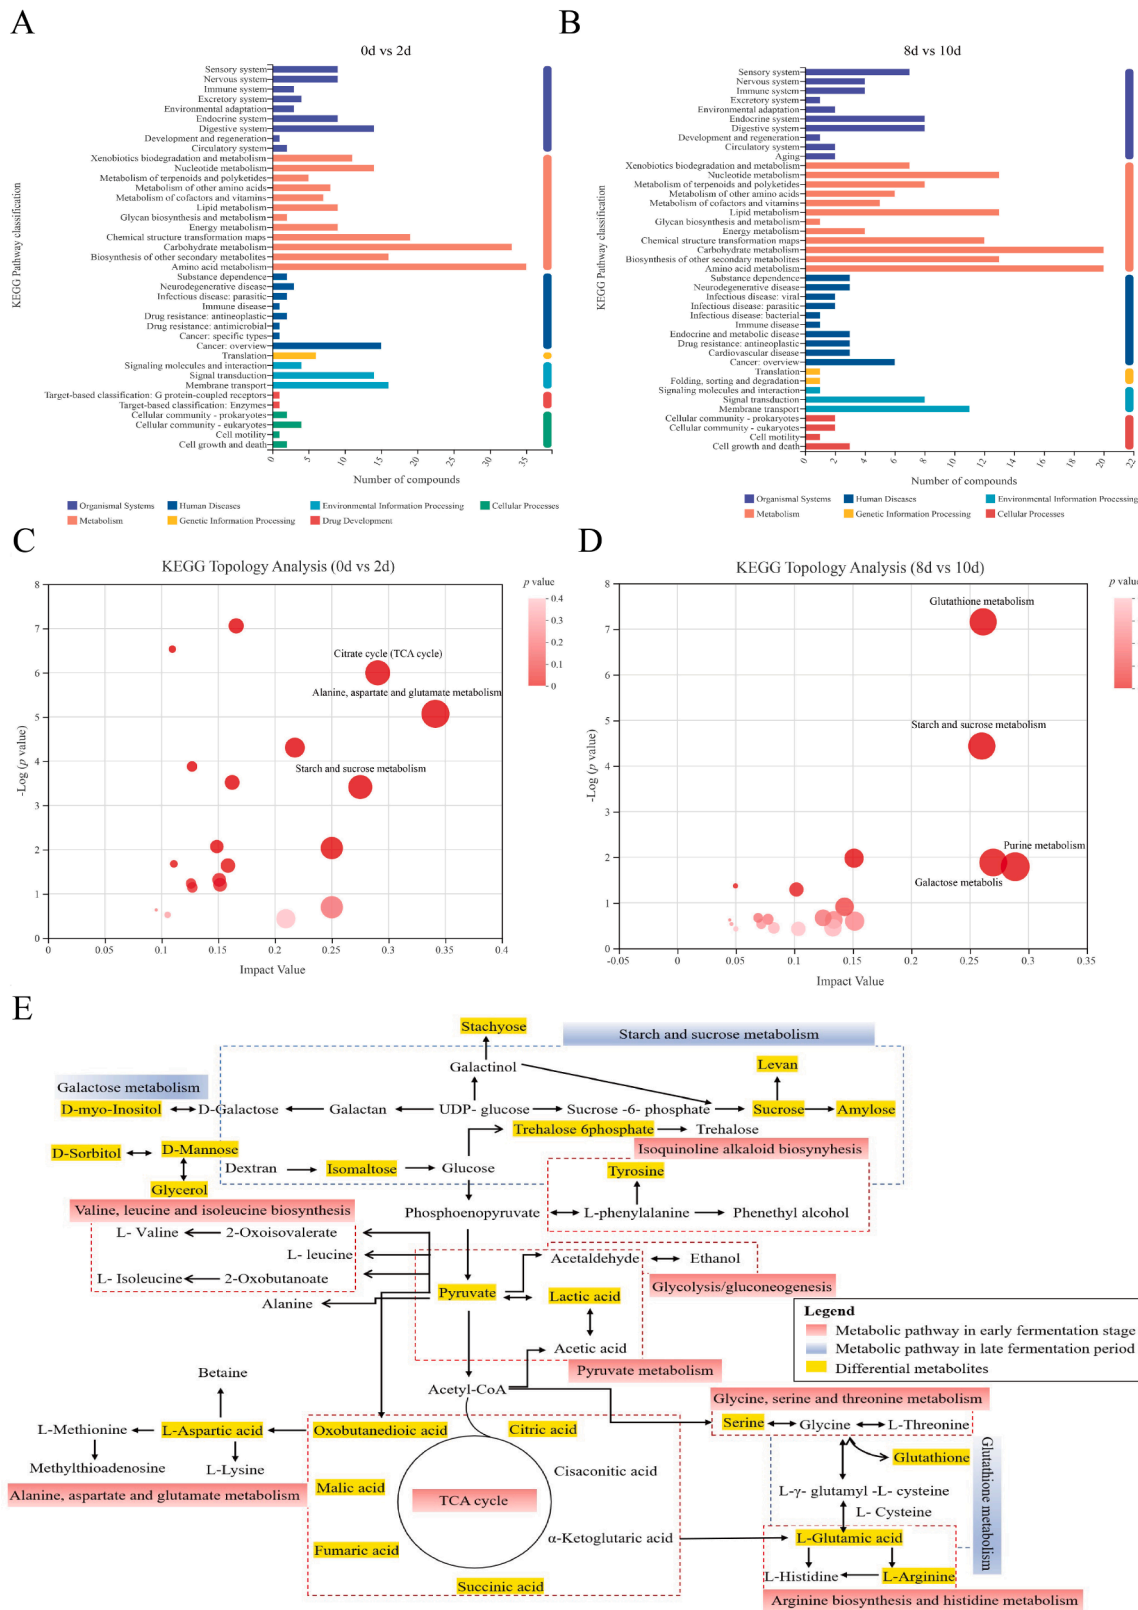 A
0d vs 2d
KEGG Pathway classification
Sensory system
Nervous system
Immune system
Excretory system
Environmental adaptation
Endocrine system
Digestive system
Development and regeneration
Circulatory system
Xenobiotics biodegradation and metabolism
Nucleotide metabolism
Metabolism of terpenoids and polyketides
Metabolism of other amino acids
Metabolism of cofactors and vitamins
Lipid metabolism
Glycan biosynthesis and metabolism
Energy metabolism
Chemical structure transformation maps
Carbohydrate metabolism
Biosynthesis of other secondary metabolites
Amino acid metabolism
Substance dependence
Neurodegenerative disease
Infectious disease: parasitic
Immune disease
Drug resistance: antineoplastic
Drug resistance: antimicrobial
Cancer: specific types
Cancer: overview
Translation
Signaling molecules and interaction
Signal transduction
Membrane transport
Target-based classification: G protein-coupled receptors
Target-based classification: Enzymes
Cellular community - prokaryotes
Cellular community - eukaryotes
Cell motility
Cell growth and death
0 5 10 15 20 25 30 35
Number of compounds
Organismal Systems
Human Diseases
Environmental Information Processing
Cellular Processes
Metabolism
Genetic Information Processing
Drug Development
B
8d vs 10d
KEGG Pathway classification
Sensory system
Nervous system
Immune system
Excretory system
Environmental adaptation
Endocrine system
Digestive system
Development and regeneration
Circulatory system
Aging
Xenobiotics biodegradation and metabolism
Nucleotide metabolism
Metabolism of terpenoids and polyketides
Metabolism of other amino acids
Metabolism of cofactors and vitamins
Lipid metabolism
Glycan biosynthesis and metabolism
Energy metabolism
Chemical structure transformation maps
Carbohydrate metabolism
Biosynthesis of other secondary metabolites
Amino acid metabolism
Substance dependence
Neurodegenerative disease
Infectious disease: viral
Infectious disease: parasitic
Infectious disease: bacterial
Immune disease
Endocrine and metabolic disease
Drug resistance: antineoplastic
Cardiovascular disease
Cancer: overview
Translation
Folding, sorting and degradation
Signaling molecules and interaction
Signal transduction
Membrane transport
Cellular community - prokaryotes
Cellular community - eukaryotes
Cell motility
Cell growth and death
0 2 4 6 8 10 12 14 16 18 20 22
Number of compounds
Organismal Systems
Human Diseases
Environmental Information Processing
Metabolism
Genetic Information Processing
Cellular Processes
C
KEGG Topology Analysis (0d vs 2d)
-Log (p value)
8
7
6
5
4
3
2
1
0
0 0.05 0.1 0.15 0.2 0.25 0.3 0.35 0.4
Impact Value
Citrate cycle (TCA cycle)
Alanine, aspartate and glutamate metabolism
Starch and sucrose metabolism
p value
0.4
0.3
0.2
0.1
0
D
KEGG Topology Analysis (8d vs 10d)
-Log (p value)
8
7
6
5
4
3
2
1
0
-0.05 0 0.05 0.1 0.15 0.2 0.25 0.3 0.35
Impact Value
Glutathione metabolism
Starch and sucrose metabolism
Purine metabolism
Galactose metabolis
p value
E
Stachyose
Starch and sucrose metabolism
Galactinol
Levan
Galactose metabolism
D-myo-Inositol
D-Galactose
Galactan
UDP- glucose
Sucrose -6- phosphate
Sucrose
Amylose
Trehalose 6phosphate
Trehalose
D-Sorbitol
D-Mannose
Isoquinoline alkaloid biosynyhesis
Dextran
Isomaltose
Glucose
Tyrosine
Glycerol
Valine, leucine and isoleucine biosynthesis
Phosphoenopyruvate
L-phenylalanine
Phenethyl alcohol
L- Valine
2-Oxoisovalerate
L- leucine
Acetaldehyde
Ethanol
L- Isoleucine
2-Oxobutanoate
Glycolysis/gluconeogenesis
Alanine
Pyruvate
Lactic acid
Legend
Metabolic pathway in early fermentation stage
Metabolic pathway in late fermentation period
Differential metabolites
Acetic acid
Pyruvate metabolism
Betaine
Acetyl-CoA
Glycine, serine and threonine metabolism
L-Methionine
L-Aspartic acid
Oxobutanedioic acid
Citric acid
Serine
Glycine
L-Threonine
Methylthioadenosine
L-Lysine
Cisaconitic acid
Glutathione
Alanine, aspartate and glutamate metabolism
Malic acid
TCA cycle
L-γ- glutamyl -L- cysteine
L- Cysteine
Glutathione metabolism
α-Ketoglutaric acid
L-Glutamic acid
Fumaric acid
Succinic acid
L-Histidine
L-Arginine
Arginine biosynthesis and histidine metabolism